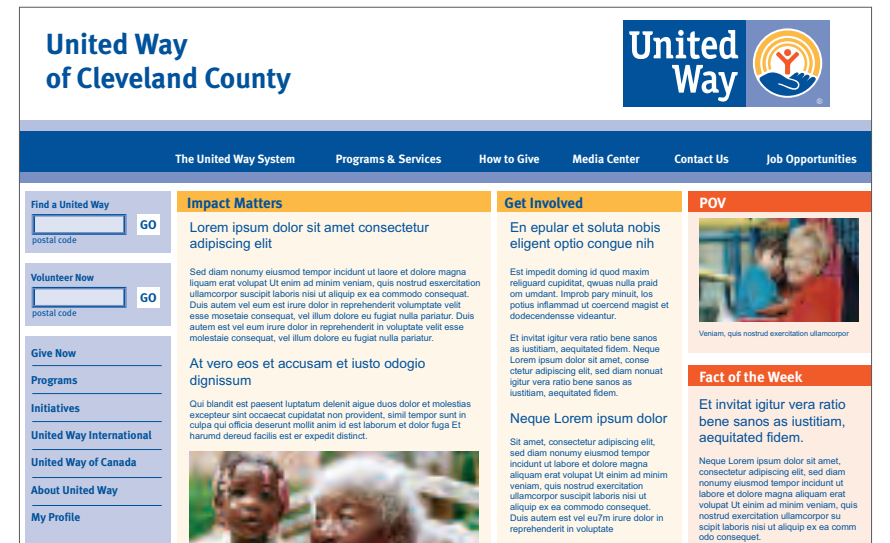 United Way
of Cleveland County
United
Way
®
The United Way System
Programs & Services
How to Give
Media Center
Contact Us
Job Opportunities
Find a United Way
GO
postal code
Volunteer Now
GO
postal code
Give Now
Programs
Initiatives
United Way International
United Way of Canada
About United Way
My Profile
Impact Matters
Lorem ipsum dolor sit amet consectetur
adipiscing elit
Sed diam nonumy eiusmod tempor incidunt ut laore et dolore magna
liquam erat volupat Ut enim ad minim veniam, quis nostrud esxercitation
ullamcorpor suscipit laboris nisi ut aliquip ex ea commodo consequat.
Duis autem vel eum irure dolor in reprehenderit voluptate velit
esse mosetaie consequat, vel illum dolore eu fugiat nulla pariatur. Duis
autem est vel eum irure dolor in reprehenderit in voluptate velit esse
molestaie consequat, vel illum dolore eu fugiat nulla pariatur.
At vero eos et accusam et iusto odogio
dignissum
Qui blandit est paesent luptatum delenit aigue duos dolor et molestias
excepteur sint occaecat cupidatat non provident, simil tempor sunt in
culpa qui officia deserunt mollit anim id est laborum et dolor fuga Et
harumd dereud facilis est er expedit distinct.
Get Involved
En epular et soluta nobis
eligent optio congue nih
Est impedit doming id quod maxim
religuard cupiditat, qwuas nulla praid
om umdant. Improb pary minuit, los
potius inflammad ut coercend magist et
dodecendensse videantur.
Et invitat igitur vera ratio bene sanos
as iustitiam, aequitated fidem. Neque
Lorem ipsum dolor sit amet, conse
ctetur adipiscing elit, sed diam nonuat
igitur vera ratio bene sanos as
iustitiam, aequitated fidem.
Neque Lorem ipsum dolor
Sit amet, consectetur adipiscing elit,
sed diam nonumy eiusmod tempor
incidunt ut labore et dolore magna
aliquam erat volupat Ut einim ad minim
veniam, quis nostrud exercitation
ullamcorpor suscipit laboris nisi ut
aliquip ex ea commodo consequet.
Duis autem est vel eu7m irure dolor in
reprehenderit in voluptate
POV
Veniam, quis nostrud exercitation ullamcorpor
Fact of the Week
Et invitat igitur vera ratio
bene sanos as iustitiam,
aequitated fidem.
Neque Lorem ipsum dolor sit amet,
consectetur adipiscing elit, sed diam
nonumy eiusmod tempor incidunt ut
labore et dolore magna aliquam erat
volupat Ut einim ad minim veniam, quis
nostrud exercitation ullamcorpor su
scipit laboris nisi ut aliquip ex ea comm
odo consequet.